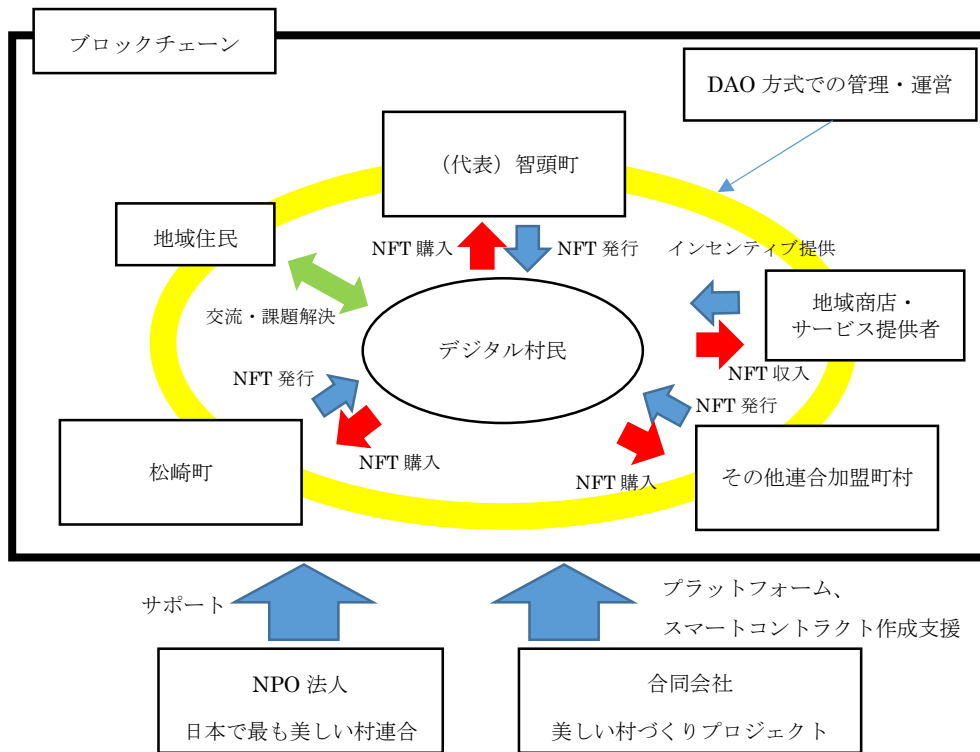 ブロックチェーン
DAO 方式での管理・運営
（代表）智頭町
地域住民
NFT 購入
NFT 発行
インセンティブ提供
交流・課題解決
デジタル村民
地域商店・
サービス提供者
NFT 発行
NFT 収入
NFT 発行
松崎町
NFT 購入
NFT 購入
その他連合加盟町村
サポート
プラットフォーム、
スマートコントラクト作成支援
NPO 法人
日本で最も美しい村連合
合同会社
美しい村づくりプロジェクト